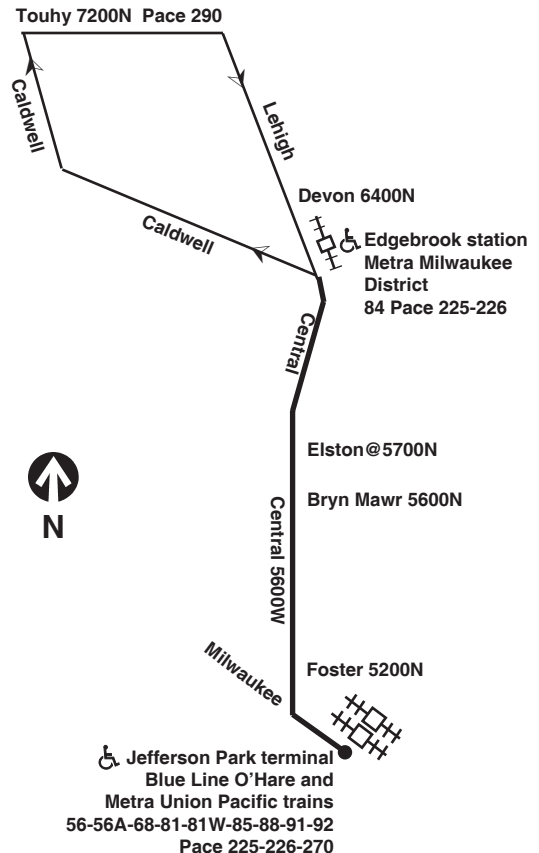 Touhy 7200N  Pace 290
Caldwell
Lehigh
Devon 6400N
Caldwell
Edgebrook station
Metra Milwaukee
District
84 Pace 225-226
Central
Elston@5700N
N
Bryn Mawr 5600N
Central 5600W
Milwaukee
Foster 5200N
Jefferson Park terminal
Blue Line O'Hare and
Metra Union Pacific trains
56-56A-68-81-81W-85-88-91-92
Pace 225-226-270